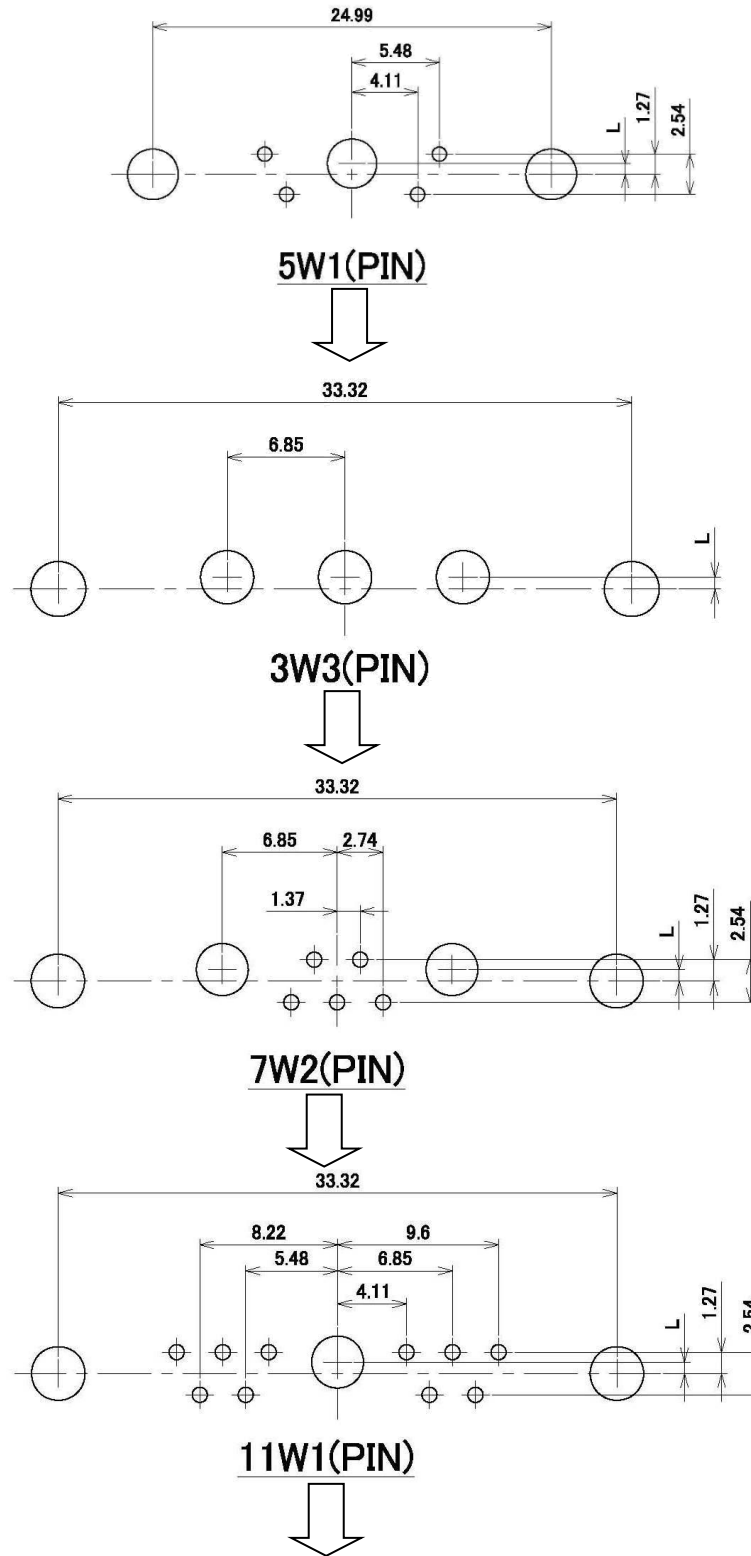 24.99
5.48
4.11
L
1.27
2.54
5W1(PIN)
33.32
6.85
L
3W3(PIN)
33.32
6.85
2.74
1.37
L
1.27
2.54
7W2(PIN)
33.32
8.22
9.6
5.48
6.85
4.11
L
1.27
2.54
11W1(PIN)